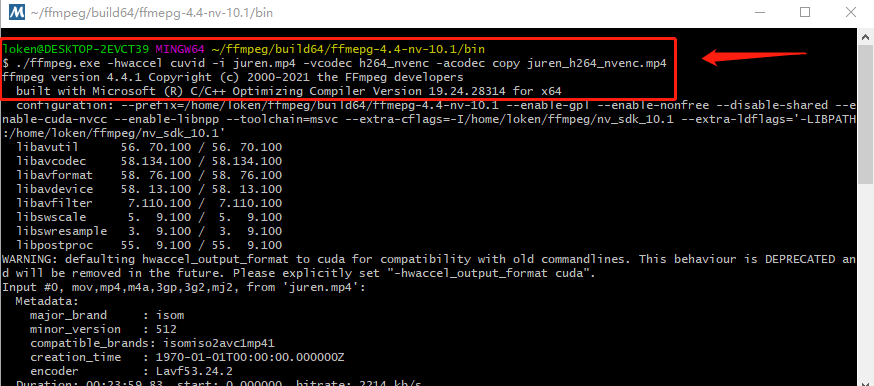 ~/ffmpeg/build64/ffmepg-4.4-nv-10.1/bin
loken@DESKTOP-2EVCT39 MINGW64 ~/ffmpeg/build64/ffmepg-4.4-nv-10.1/bin
$ ./ffmpeg.exe -hwaccel cuvid -i juren.mp4 -vcodec h264_nvenc -acodec copy juren_h264_nvenc.mp4
ffmpeg version 4.4.1 Copyright (c) 2000-2021 the FFmpeg developers
  built with Microsoft (R) C/C++ Optimizing Compiler Version 19.24.28314 for x64
  configuration: --prefix=/home/loken/ffmpeg/build64/ffmepg-4.4-nv-10.1 --enable-gpl --enable-nonfree --disable-shared --e
nable-cuda-nvcc --enable-libnpp --toolchain=msvc --extra-cflags=-I/home/loken/ffmpeg/nv_sdk_10.1 --extra-ldflags='-LIBPATH
:/home/loken/ffmpeg/nv_sdk_10.1'
  libavutil      56. 70.100 / 56. 70.100
  libavcodec     58.134.100 / 58.134.100
  libavformat    58. 76.100 / 58. 76.100
  libavdevice    58. 13.100 / 58. 13.100
  libavfilter     7.110.100 /  7.110.100
  libswscale      5.  9.100 /  5.  9.100
  libswresample   3.  9.100 /  3.  9.100
  libpostproc    55.  9.100 / 55.  9.100
WARNING: defaulting hwaccel_output_format to cuda for compatibility with old commandlines. This behaviour is DEPRECATED an
d will be removed in the future. Please explicitly set "-hwaccel_output_format cuda".
Input #0, mov,mp4,m4a,3gp,3g2,mj2, from 'juren.mp4':
  Metadata:
    major_brand     : isom
    minor_version   : 512
    compatible_brands: isomiso2avc1mp41
    creation_time   : 1970-01-01T00:00:00.000000Z
    encoder         : Lavf53.24.2
  Duration: 00:23:59.83, start: 0.000000, bitrate: 2214 kb/s